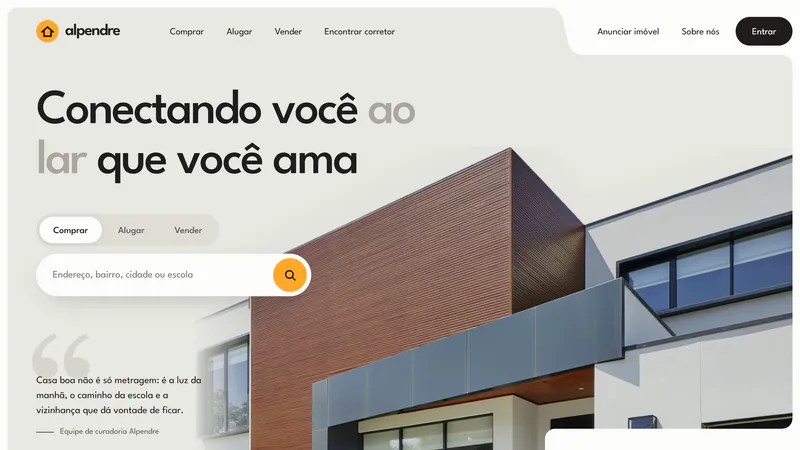 alpendre
Comprar
Alugar
Vender
Encontrar corretor
Anunciar imóvel
Sobre nós
Entrar
Conectando você ao
lar que você ama
Comprar
Alugar
Vender
Endereço, bairro, cidade ou escola
Casa boa não é só metragem: é a luz da
manhã, o caminho da escola e a
vizinhança que dá vontade de ficar.
Equipe de curadoria Alpendre